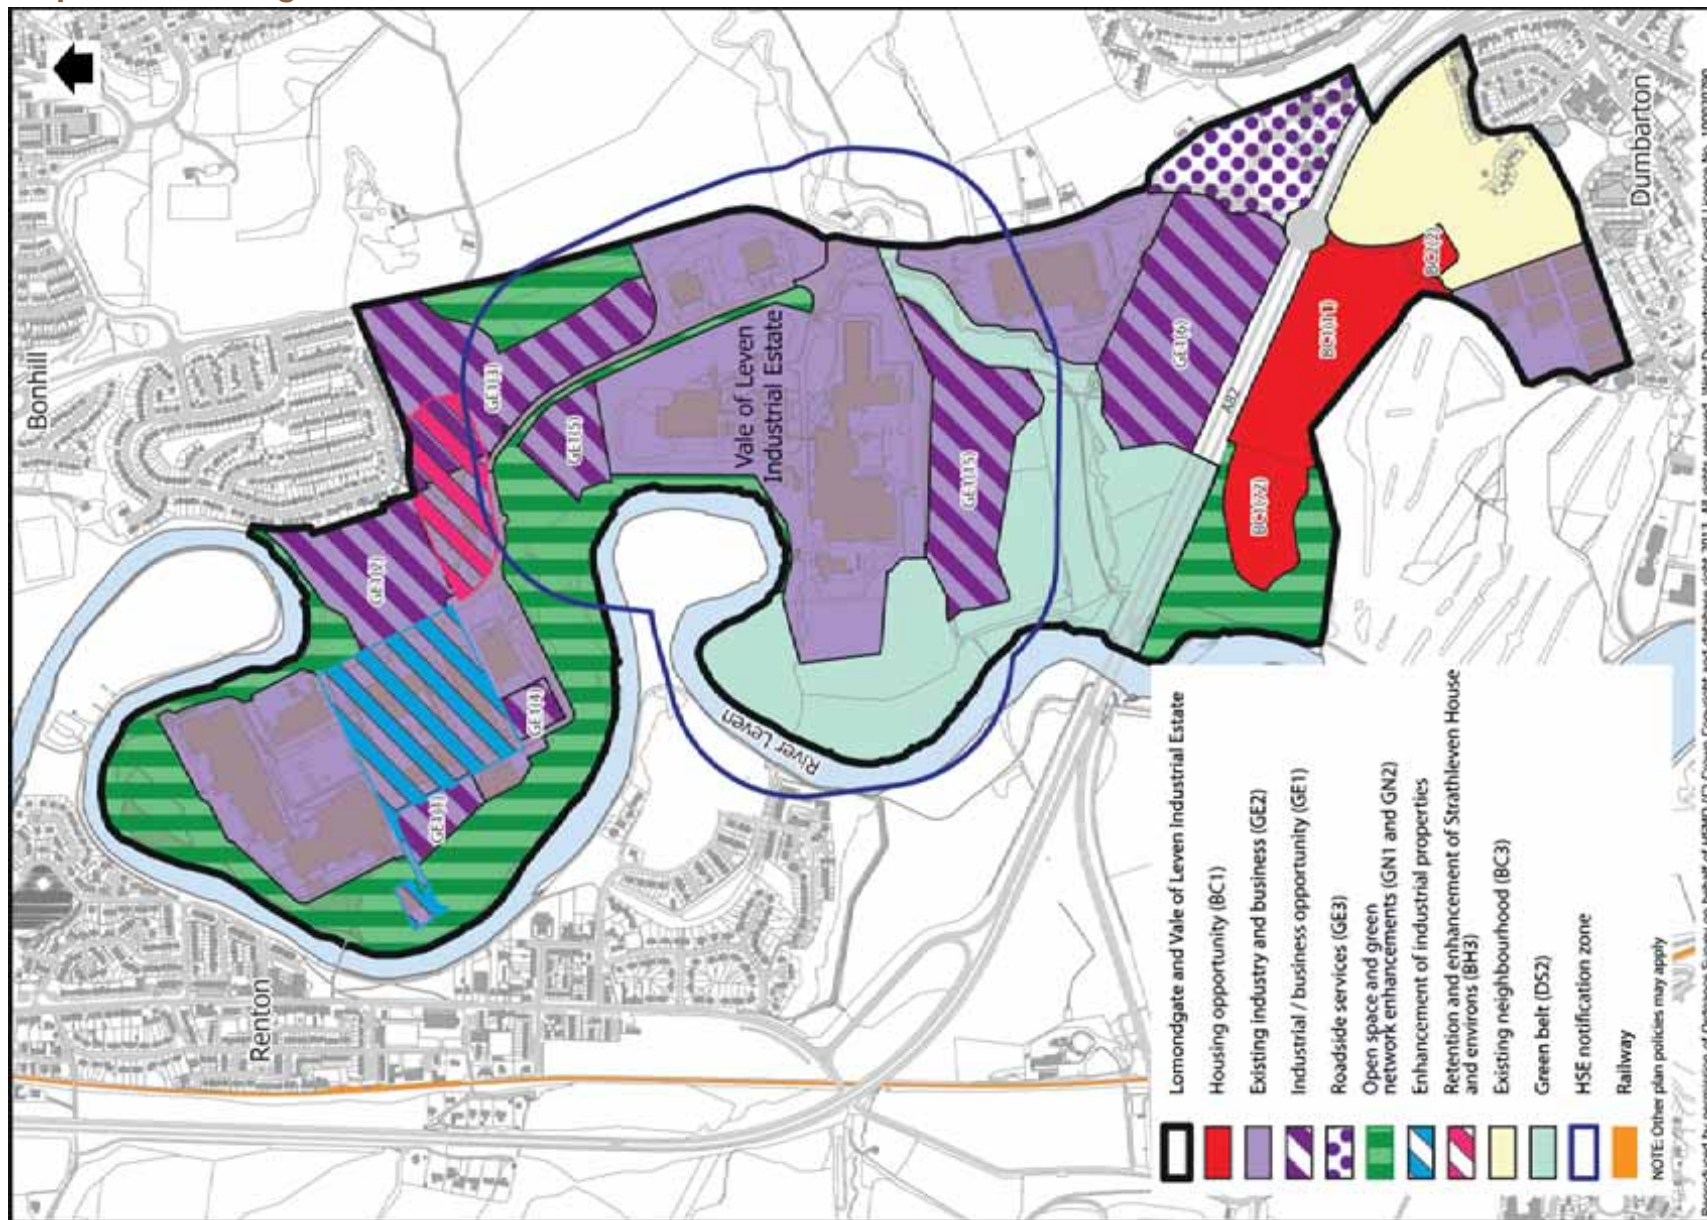 Bonhill
Renton
Dumbarton
Vale of Leven
Industrial Estate
River Leven
A82
GE1(2)
GE1(3)
GE1(5)
GE1(4)
GE1(1)
GE1(15)
GE1(6)
BC1(11)
BC2(2)
Lomondgate and Vale of Leven Industrial Estate
Housing opportunity (BC1)
Existing industry and business (GE2)
Industrial / business opportunity (GE1)
Roadside services (GE3)
Open space and green
network enhancements (GN1 and GN2)
Enhancement of industrial properties
Retention and enhancement of Strathleven House
and environs (BH3)
Existing neighbourhood (BC3)
Green belt (DS2)
HSE notification zone
Railway
NOTE: Other plan policies may apply